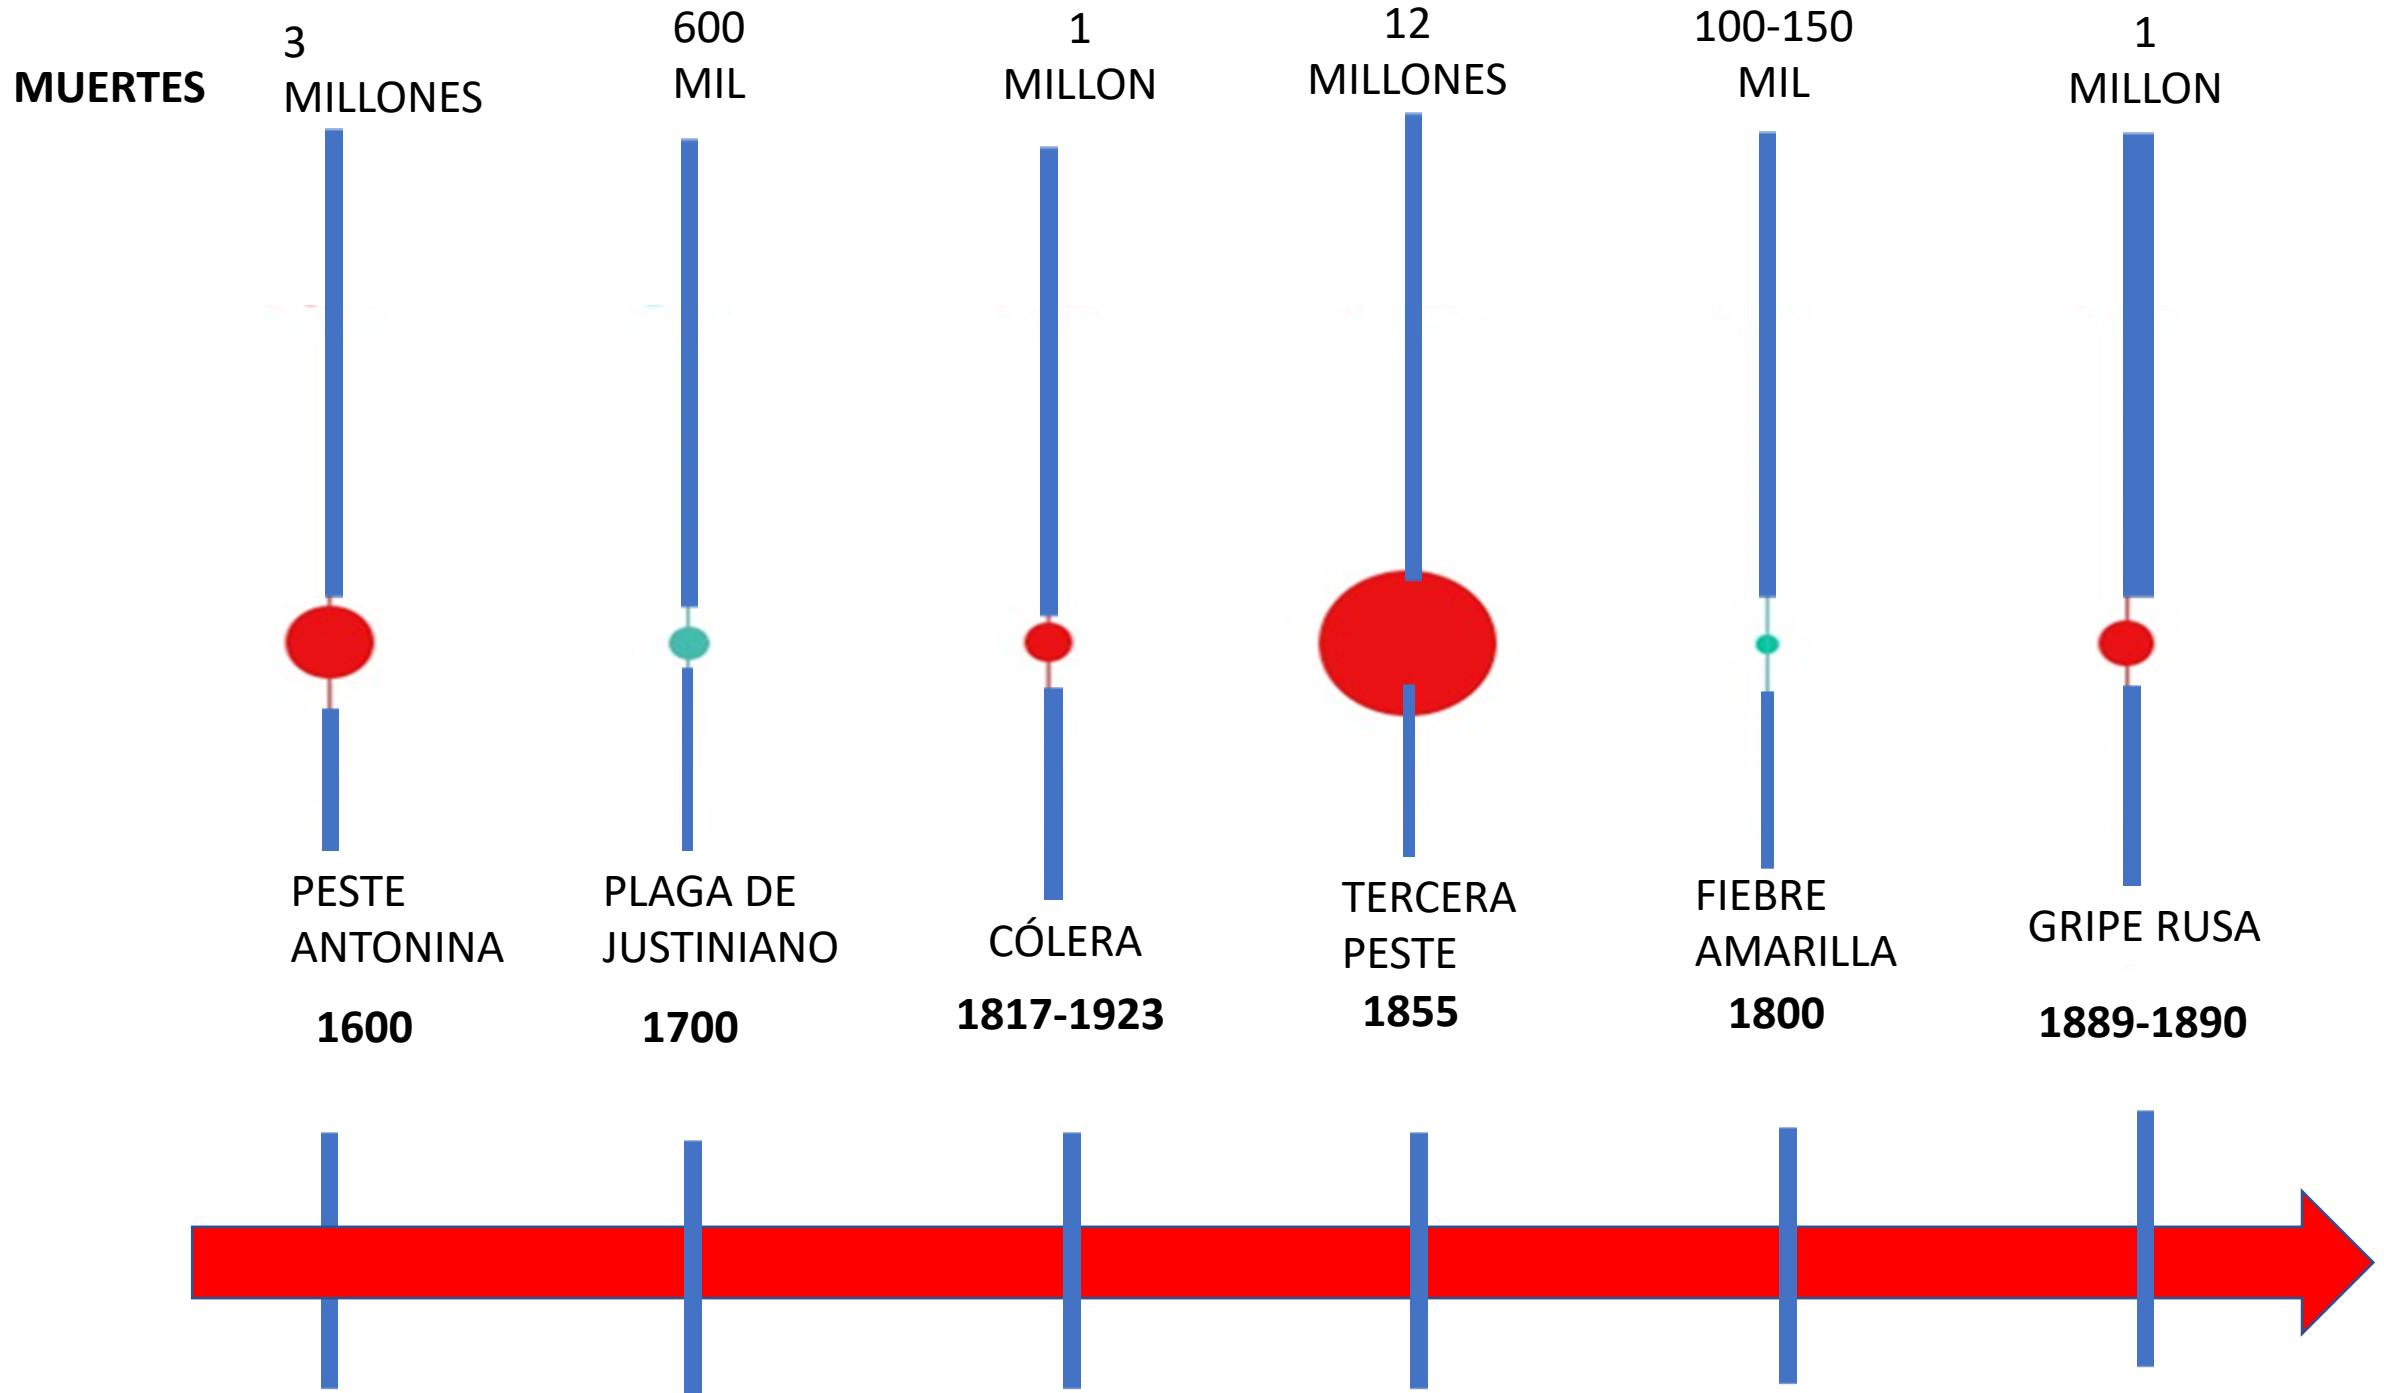 MUERTES
3
MILLONES
600
MIL
1
MILLON
12
MILLONES
100-150
MIL
1
MILLON
PESTE
ANTONINA
1600
PLAGA DE
JUSTINIANO
1700
CÓLERA
1817-1923
TERCERA
PESTE
1855
FIEBRE
AMARILLA
1800
GRIPE RUSA
1889-1890